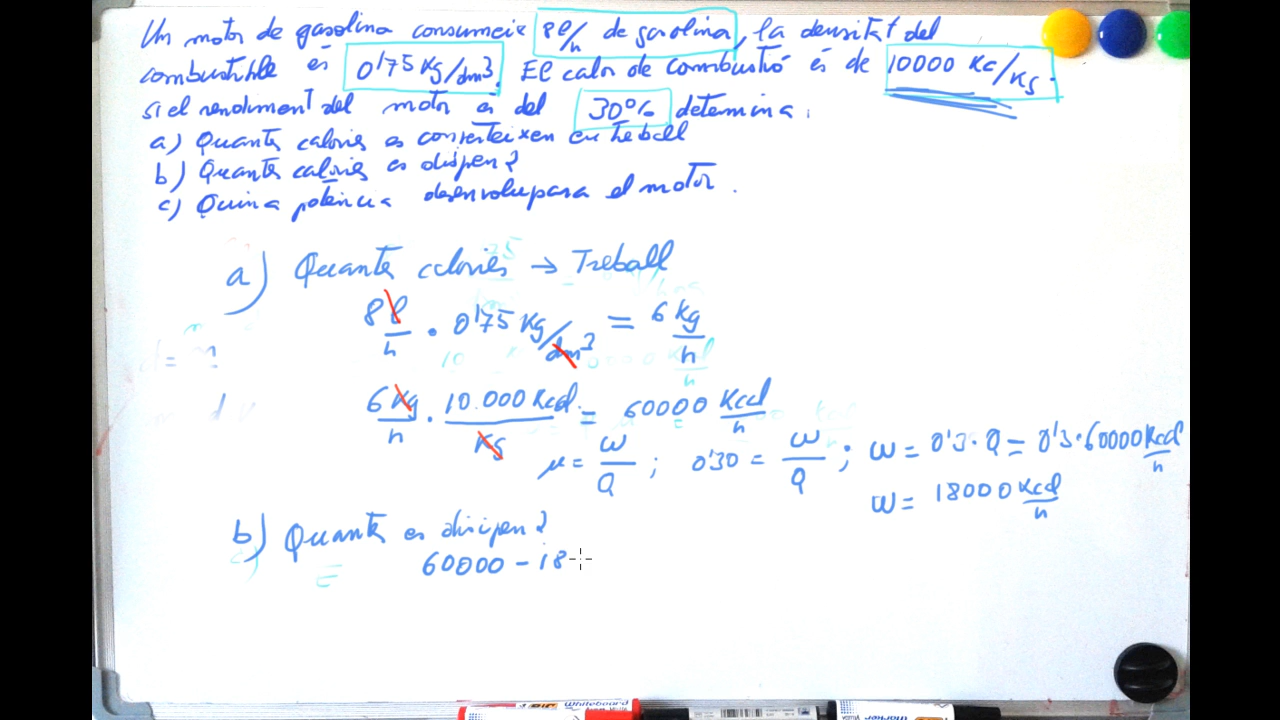 Un motor de gasolina consumeix 8l/h de gasolina, la densitat del
combustible és 0'75 Kg/dm³. El calor de combustió és de 10000 Kc/Kg.
si el rendiment del motor és del 30% determina:
a) Quantes calories es converteixen en treball
b) Quantes calories es disipen?
c) Quina potència desenvolupara el motor.
a) Quantes calories → Treball
8l/h · 0'75 Kg/dm³ = 6 Kg/h
6 Kg/h · 10.000 Kcal/Kg = 60000 Kcal/h
μ = ω/Q ; 0'30 = ω/Q ; ω = 0'3·Q = 0'3·60000 Kcal/h
ω = 18000 Kcal/h
b) Quantes es disipen?
60000 - 18
Whiteboard